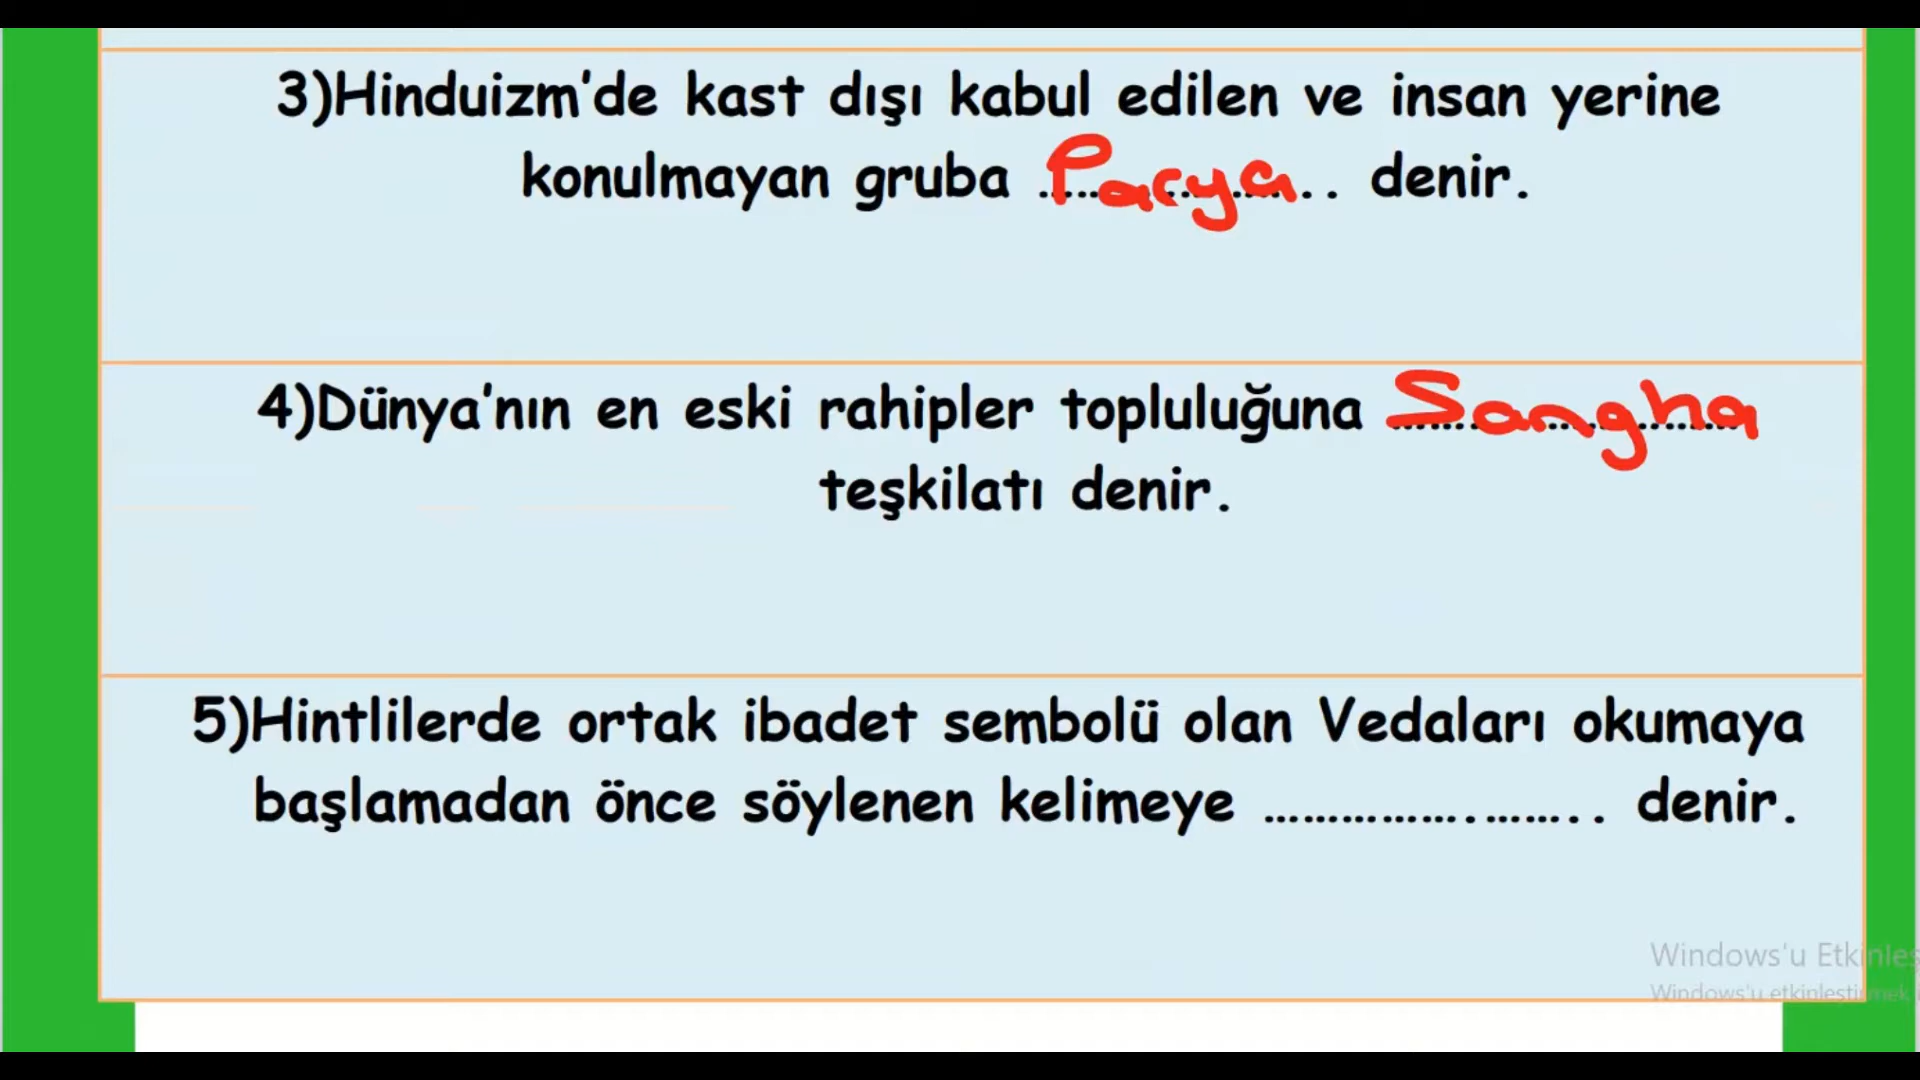 3)Hinduizm'de kast dışı kabul edilen ve insan yerine
konulmayan gruba Parya.. denir.
4)Dünya'nın en eski rahipler topluluğuna Sangha
teşkilatı denir.
5)Hintlilerde ortak ibadet sembolü olan Vedaları okumaya
başlamadan önce söylenen kelimeye ……………….…….. denir.
Windows'u Etkinleş
Windows'u etkinleştirmek i